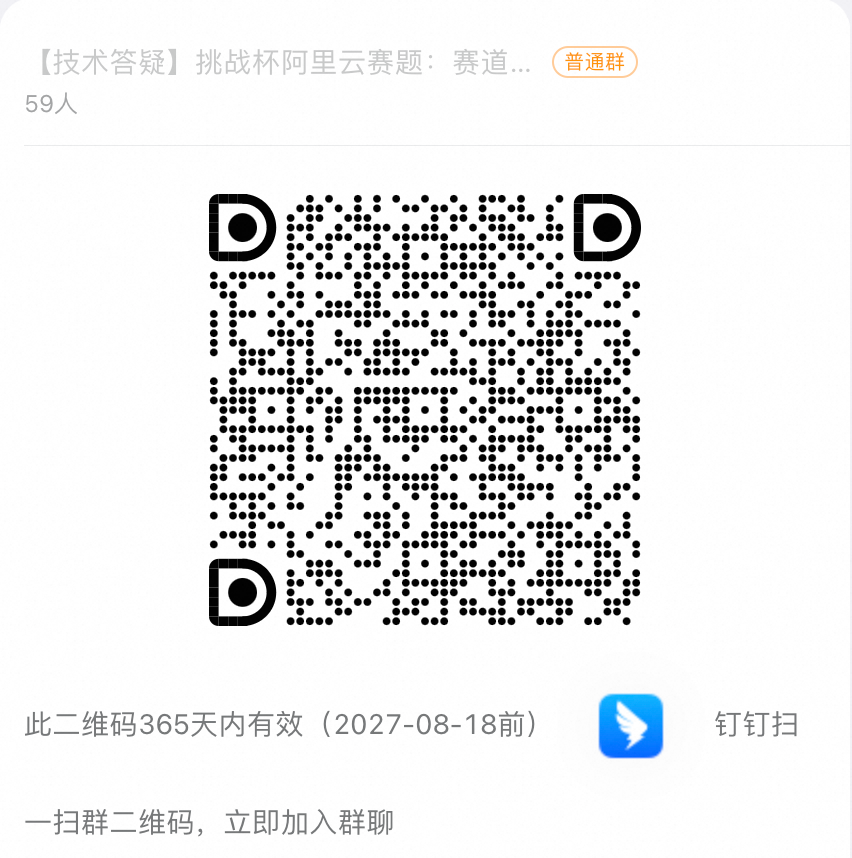 【技术答疑】挑战杯阿里云赛题：赛道... 普通群
59人
此二维码365天内有效（2027-08-18前） 钉钉扫
一扫群二维码，立即加入群聊